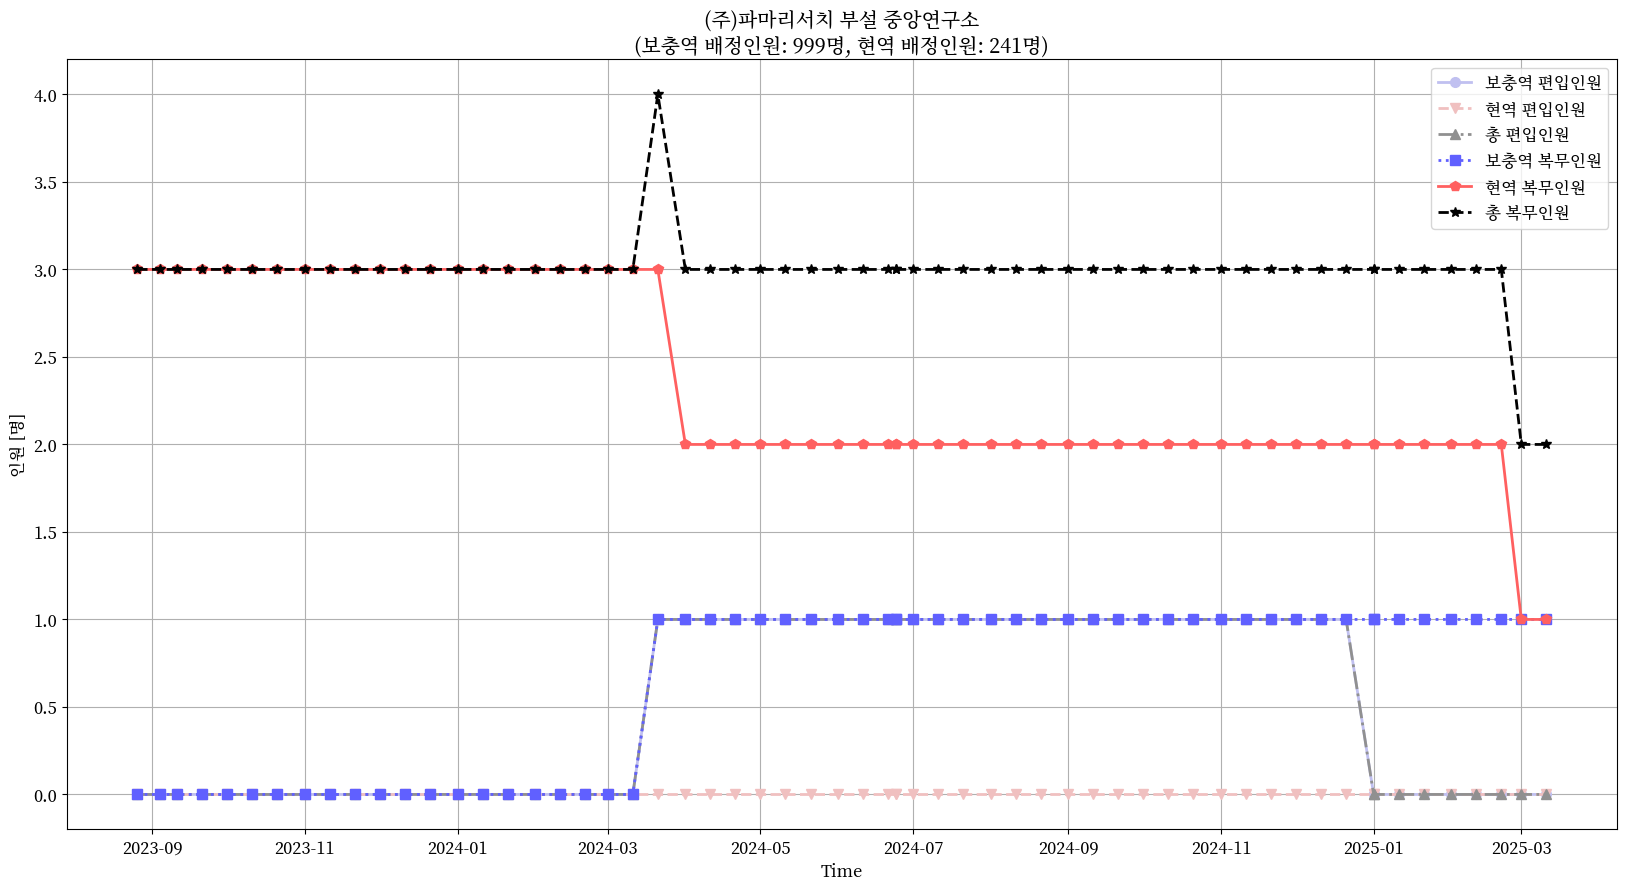 (주)파마리서치 부설 중앙연구소
(보충역 배정인원: 999명, 현역 배정인원: 241명)
보충역 편입인원
현역 편입인원
총 편입인원
보충역 복무인원
현역 복무인원
총 복무인원
4.0
3.5
3.0
2.5
2.0
1.5
1.0
0.5
0.0
인원 [명]
2023-09
2023-11
2024-01
2024-03
2024-05
2024-07
2024-09
2024-11
2025-01
2025-03
Time